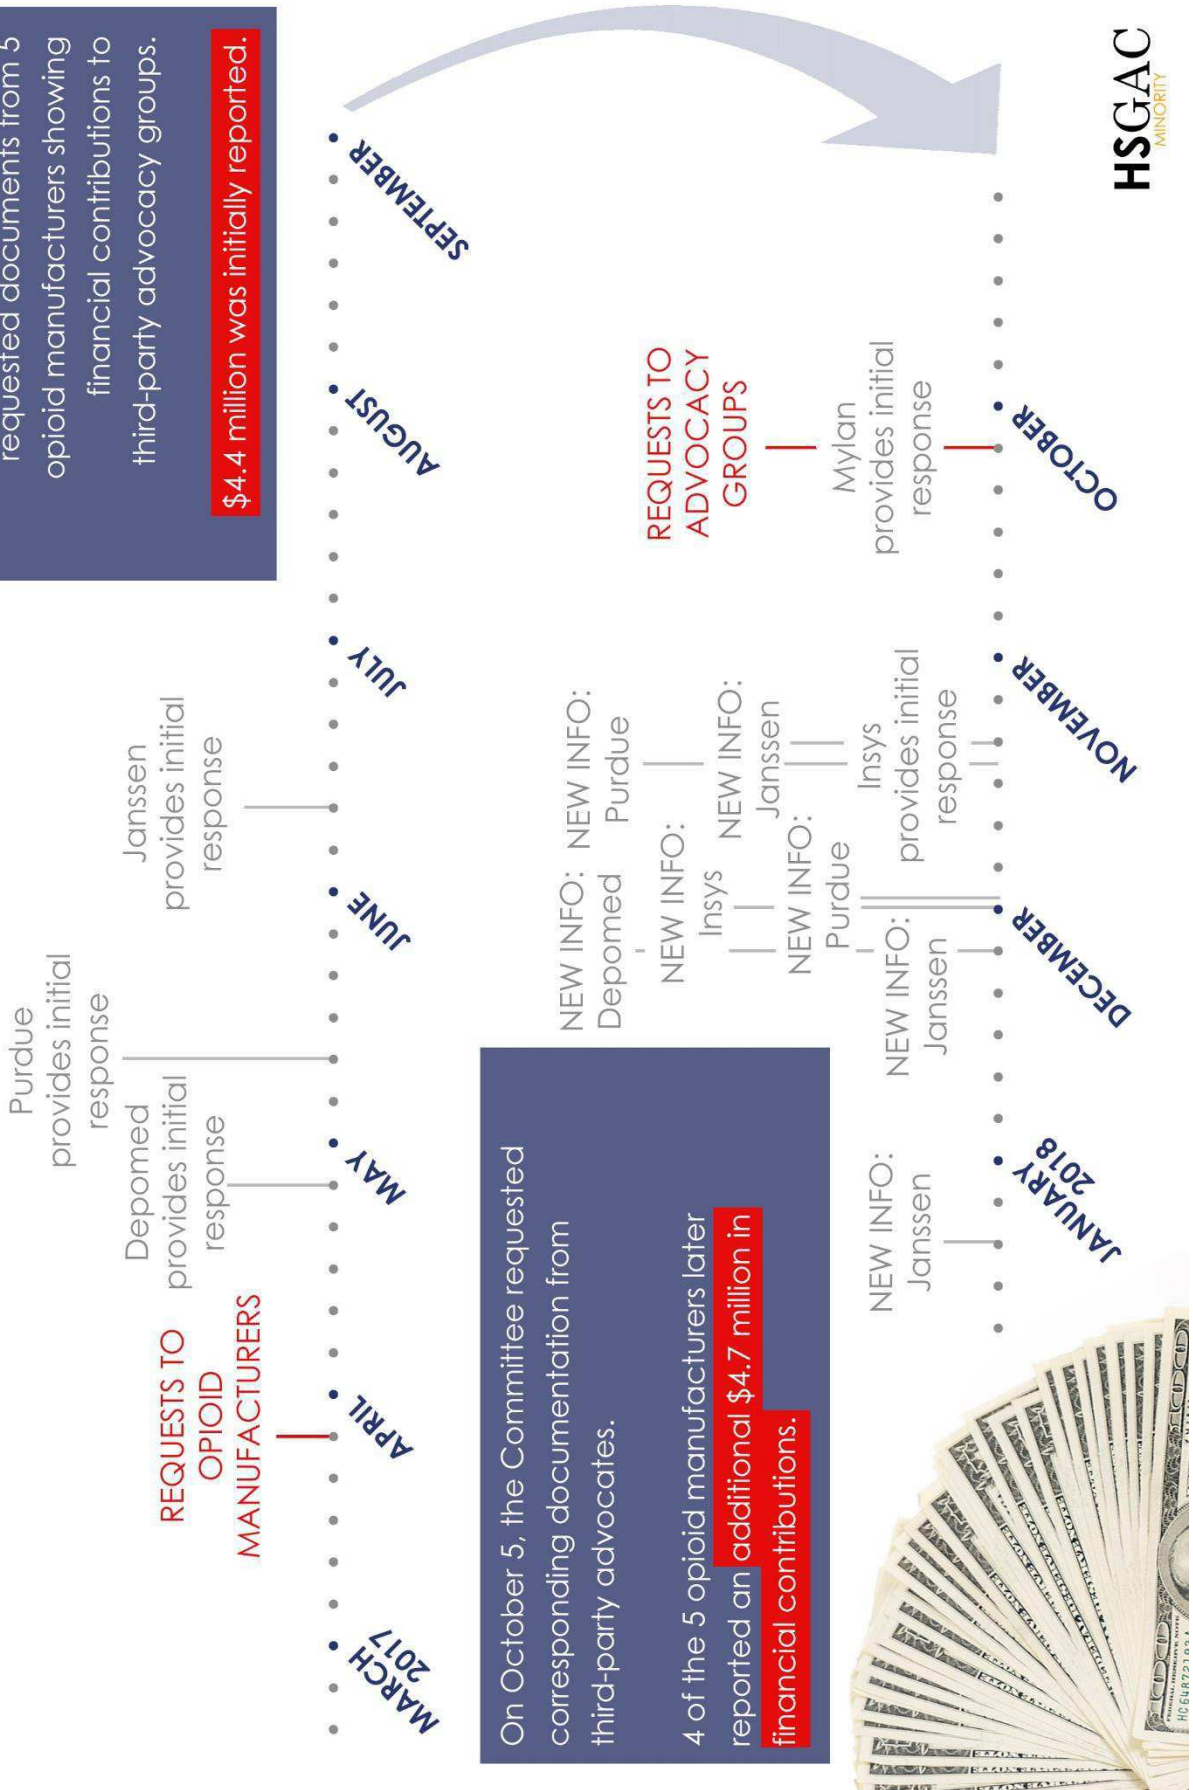 requested documents from 5
opioid manufacturers showing
financial contributions to
third-party advocacy groups.
$4.4 million was initially reported.
REQUESTS TO
OPIOID
MANUFACTURERS
Depomed
provides initial
response
Purdue
provides initial
response
Janssen
provides initial
response
MARCH
2017
APRIL
MAY
JUNE
JULY
AUGUST
SEPTEMBER
On October 5, the Committee requested
corresponding documentation from
third-party advocates.
4 of the 5 opioid manufacturers later
reported an additional $4.7 million in
financial contributions.
NEW INFO:
Janssen
NEW INFO:
Depomed
NEW INFO:
Insys
NEW INFO:
Purdue
NEW INFO:
Janssen
NEW INFO:
Purdue
NEW INFO:
Janssen
Insys
provides initial
response
REQUESTS TO
ADVOCACY
GROUPS
Mylan
provides initial
response
JANUARY
2018
DECEMBER
NOVEMBER
OCTOBER
HSGAC
MINORITY